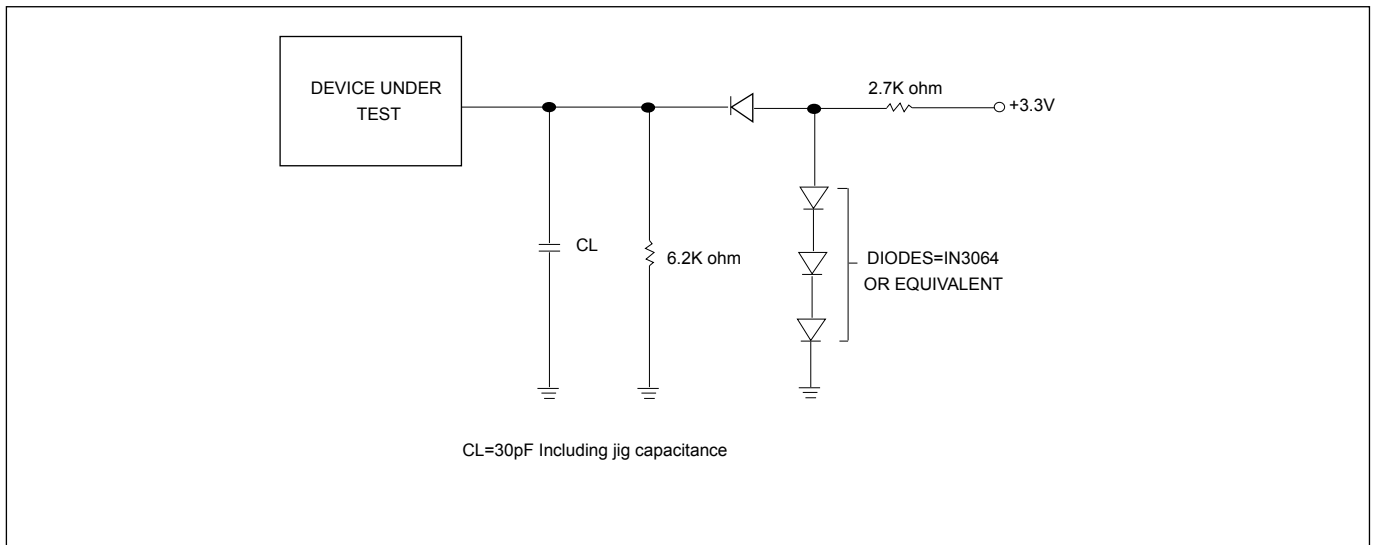 DEVICE UNDER
TEST
2.7K ohm
+3.3V
CL
6.2K ohm
DIODES=IN3064
OR EQUIVALENT
CL=30pF Including jig capacitance